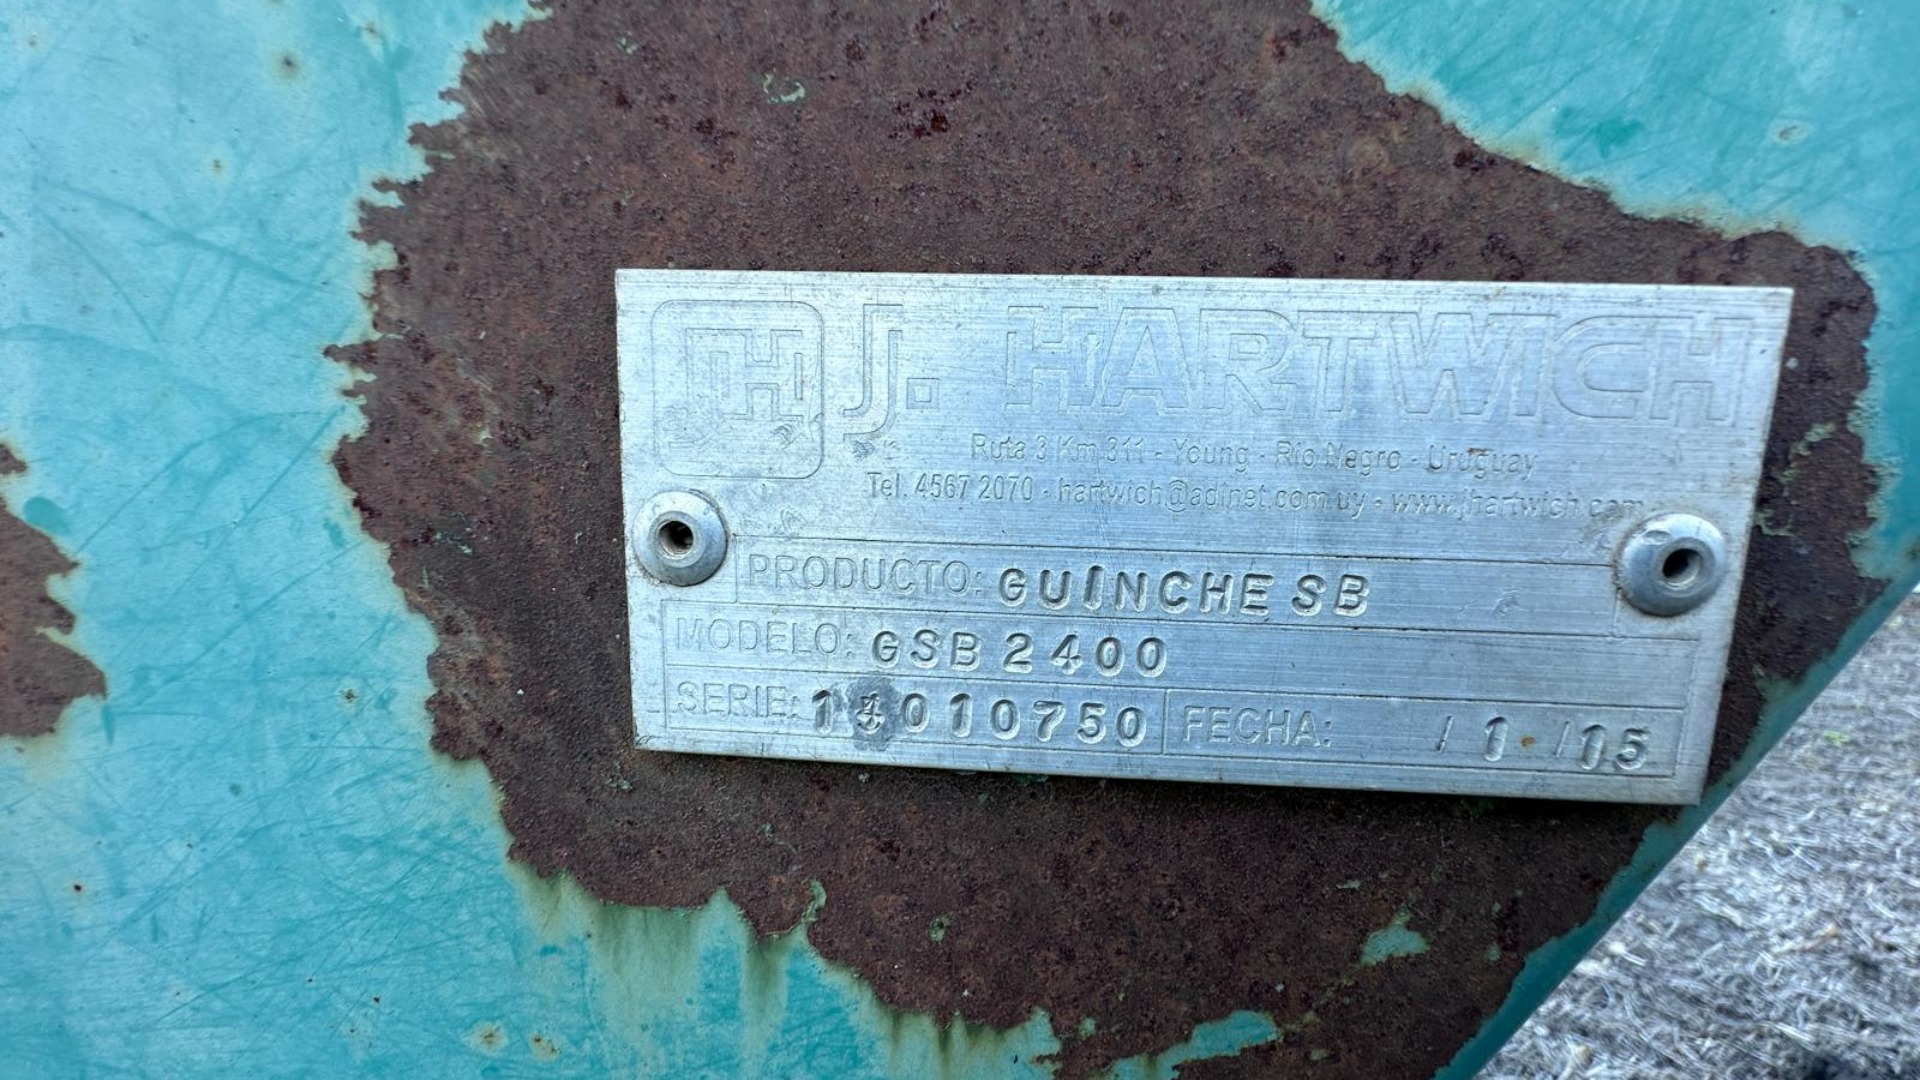 J. HARTWICH
Ruta 3 Km 311 - Young - Rio Negro - Uruguay
Tel. 4567 2070 - hartwich@adinet.com.uy - www.jhartwich.com
PRODUCTO: GUINCHE SB
MODELO: GSB 2400
SERIE: FECHA: / 1 / 15